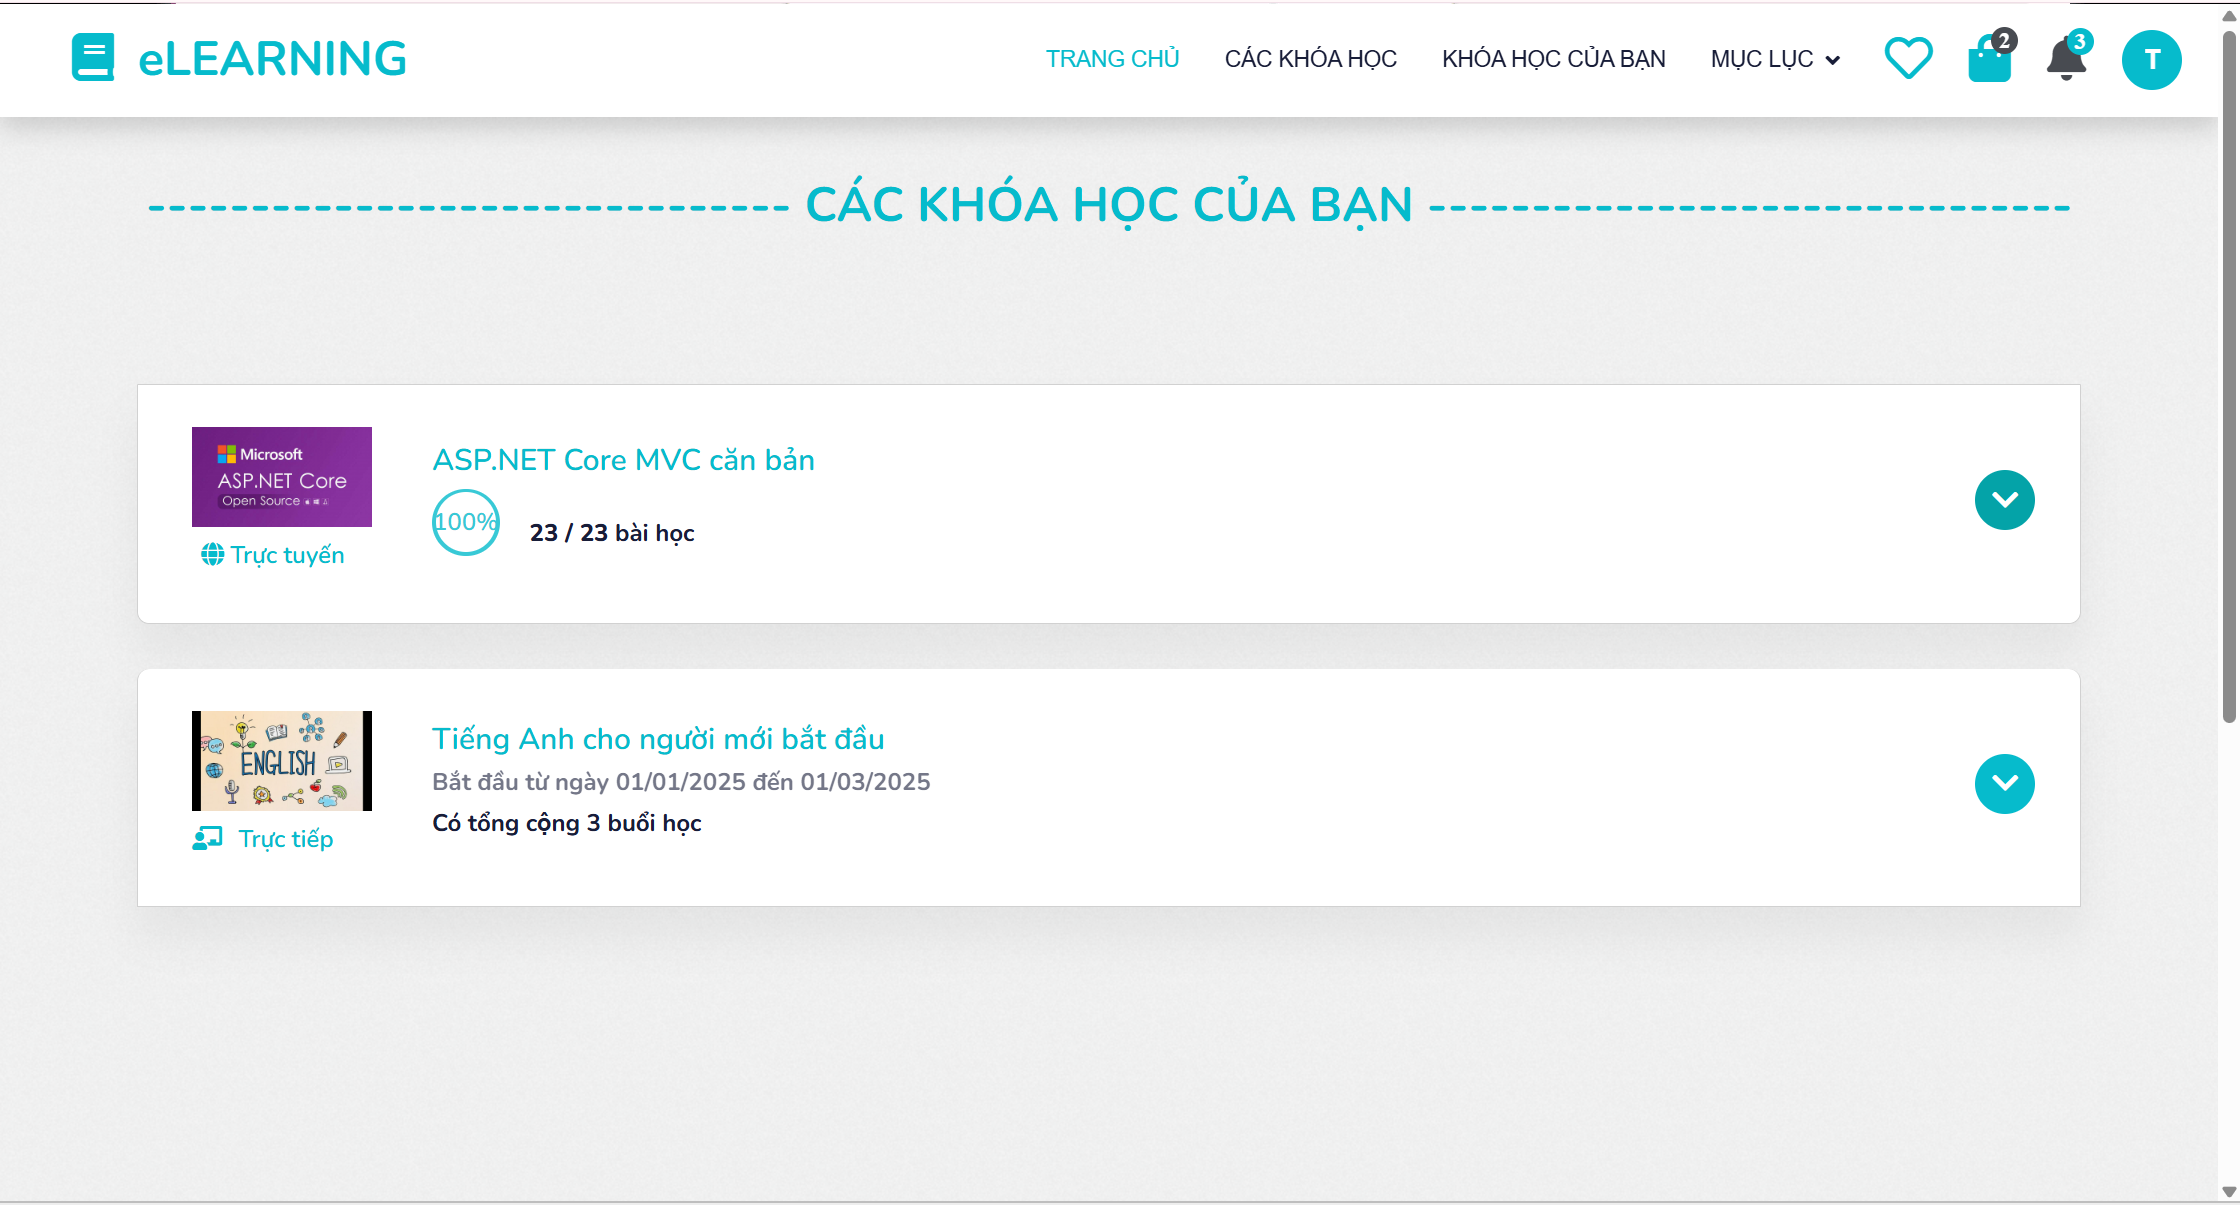 eLEARNING
TRANG CHỦ
CÁC KHÓA HỌC
KHÓA HỌC CỦA BẠN
MỤC LỤC
2
3
T
CÁC KHÓA HỌC CỦA BẠN
Microsoft
ASP.NET Core
Open Source
Trực tuyến
ASP.NET Core MVC căn bản
100%
23 / 23 bài học
ENGLISH
Trực tiếp
Tiếng Anh cho người mới bắt đầu
Bắt đầu từ ngày 01/01/2025 đến 01/03/2025
Có tổng cộng 3 buổi học